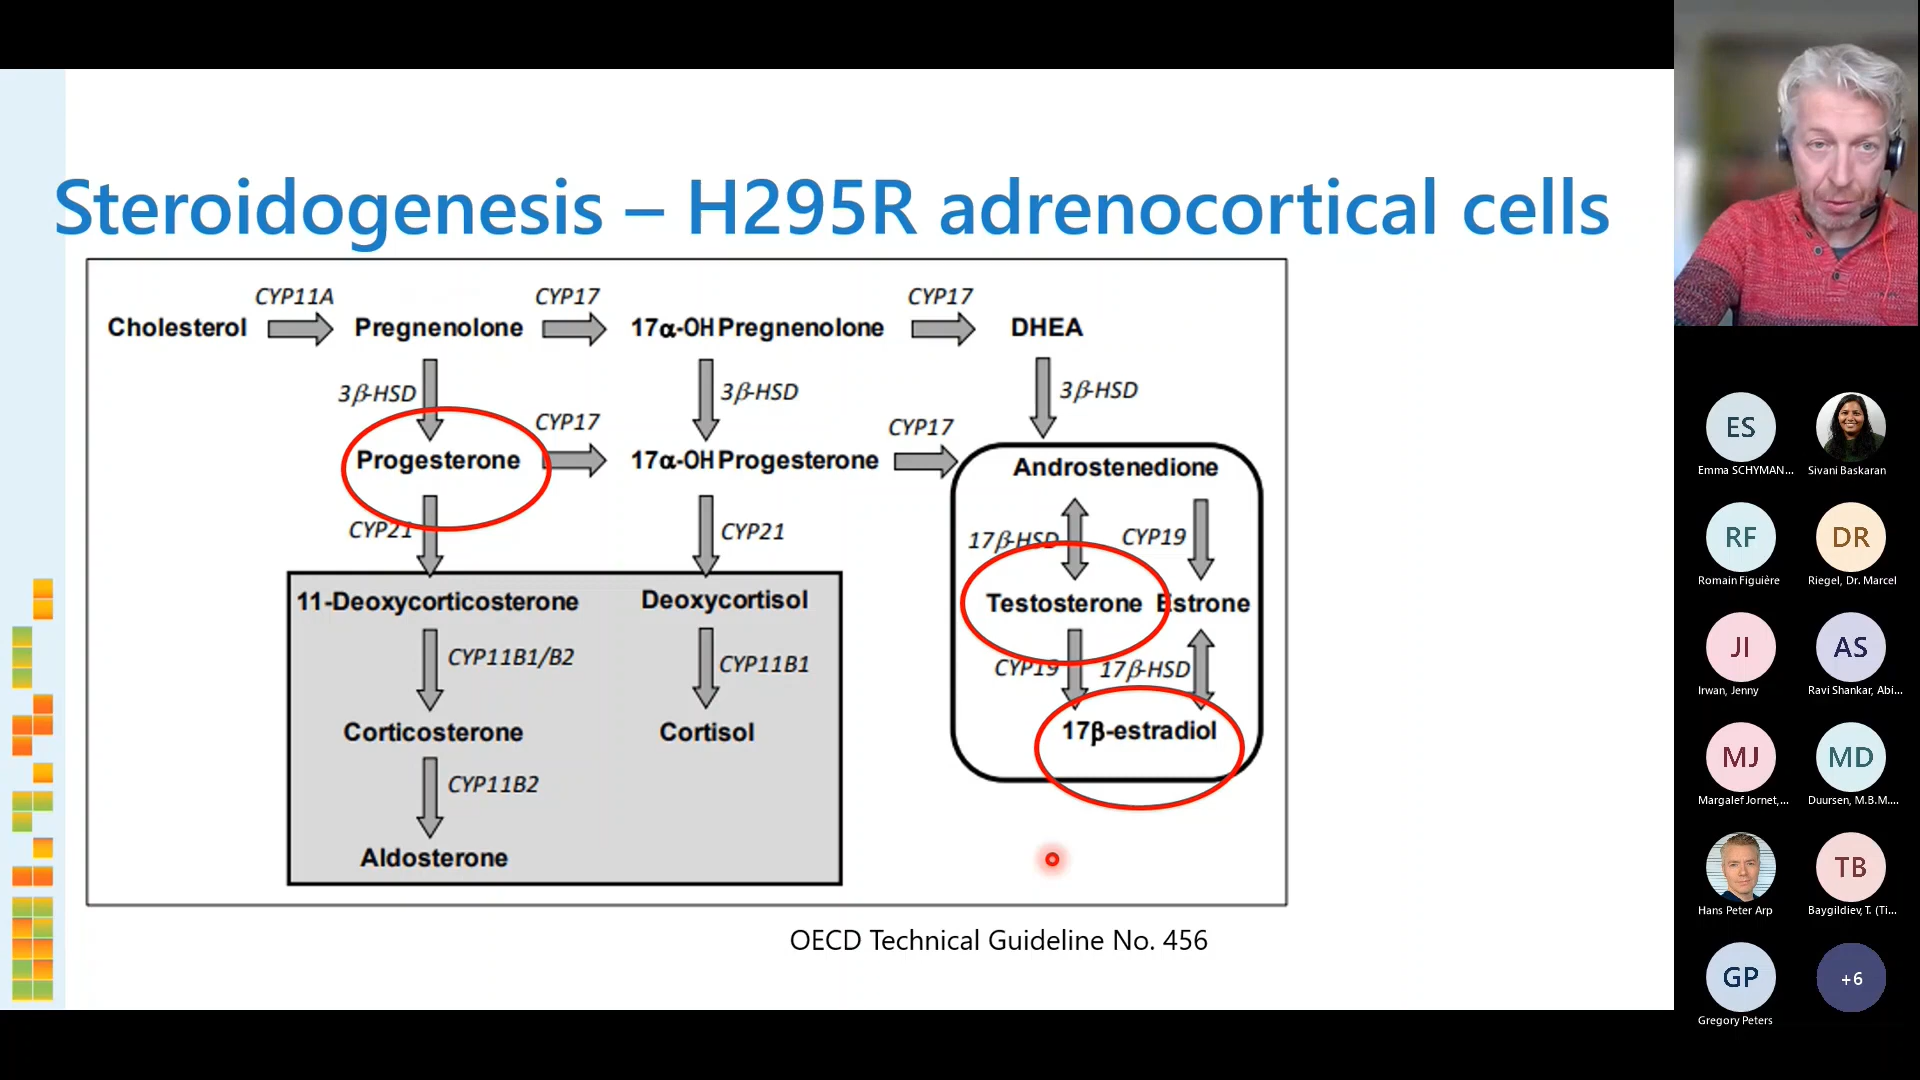 Steroidogenesis – H295R adrenocortical cells
CYP11A CYP17 CYP17
Cholesterol Pregnenolone 17α-OH Pregnenolone DHEA
3β-HSD 3β-HSD 3β-HSD
CYP17 CYP17
Progesterone 17α-OH Progesterone Androstenedione
CYP21 CYP21 17β-HSD CYP19
11-Deoxycorticosterone Deoxycortisol Testosterone Estrone
CYP11B1/B2 CYP11B1 CYP19 17β-HSD
Corticosterone Cortisol 17β-estradiol
CYP11B2
Aldosterone
OECD Technical Guideline No. 456
ES
Emma SCHYMAN... Sivani Baskaran
RF DR
Romain Figuière Riegel, Dr. Marcel
JI AS
Irwan, Jenny Ravi Shankar, Abi...
MJ MD
Margalef Jornet,... Duursen, M.B.M....
TB
Hans Peter Arp Baygildiev, T. (Ti...
GP +6
Gregory Peters